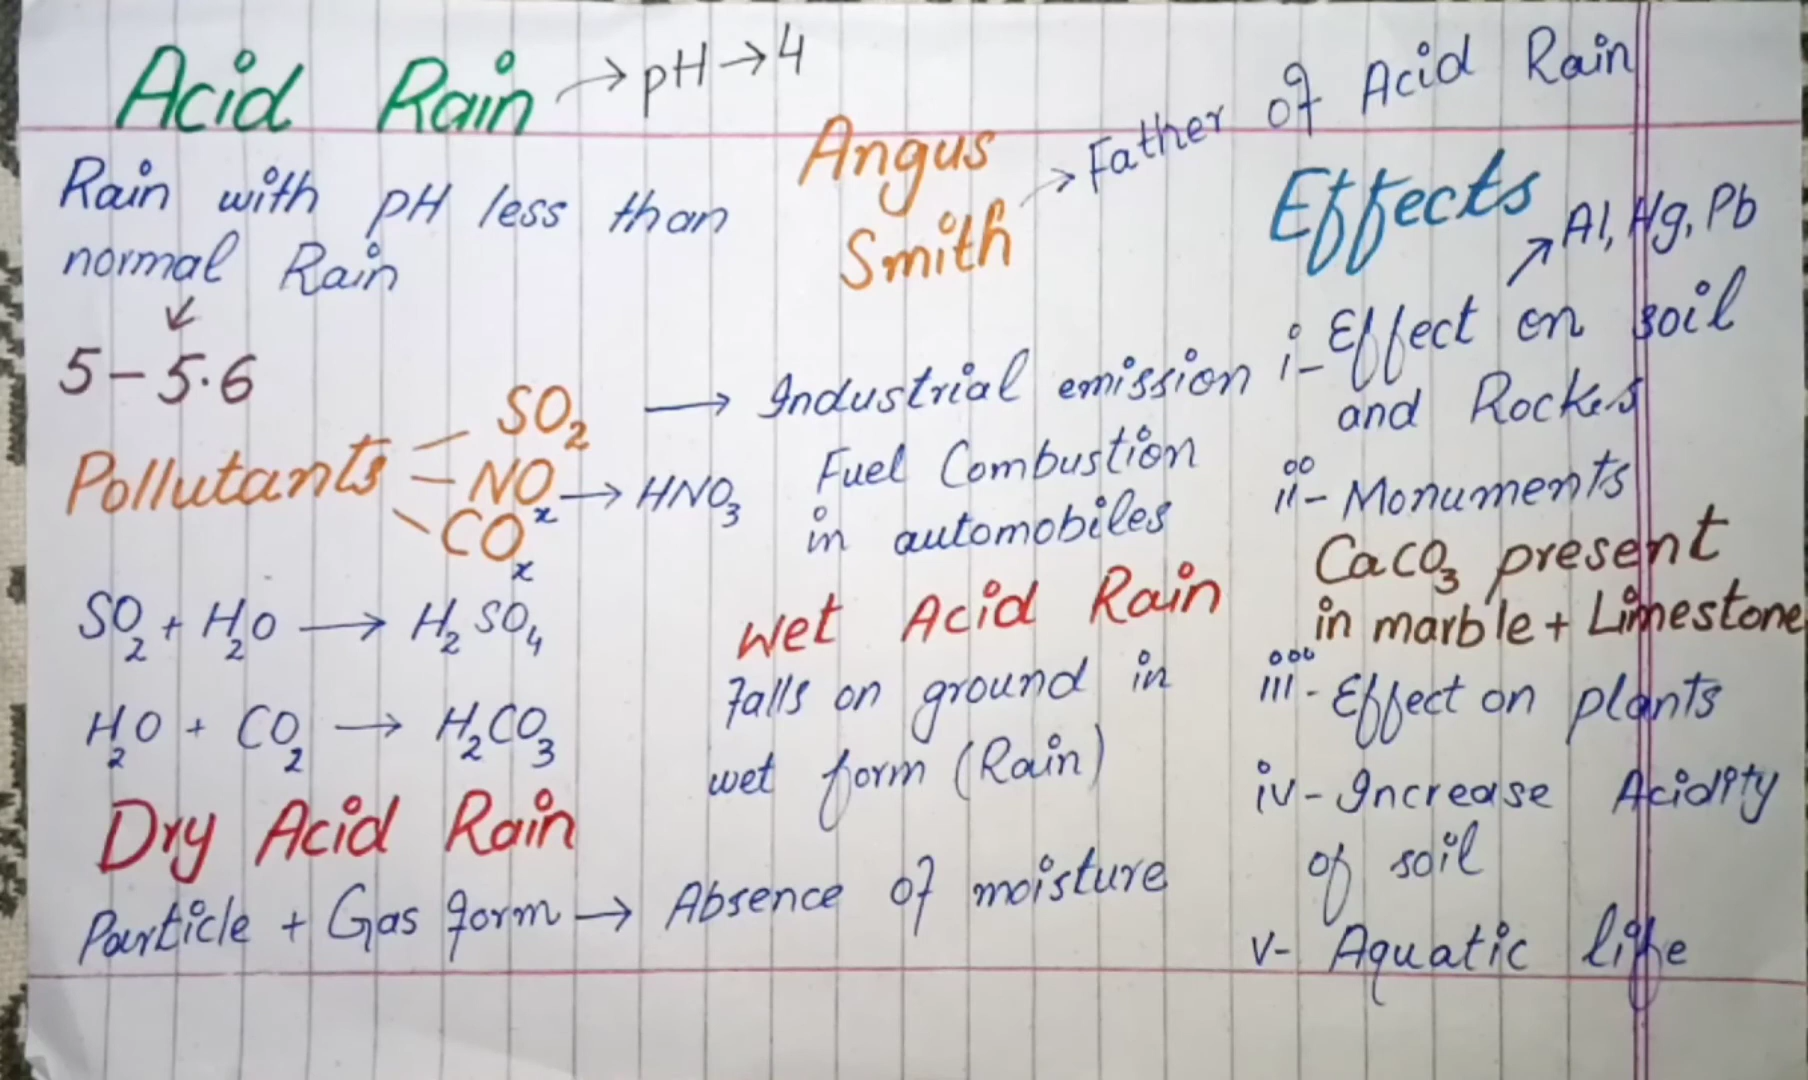 Acid Rain → pH → 4
Rain with pH less than
normal Rain
↙
5 - 5.6
Angus
Smith → Father of Acid Rain
Pollutants
SO₂ → Industrial emission
NOx → HNO₃
COx
Fuel Combustion
in automobiles
SO₂ + H₂O → H₂SO₄
H₂O + CO₂ → H₂CO₃
Wet Acid Rain
Falls on ground in
wet form (Rain)
Dry Acid Rain
Particle + Gas form → Absence of moisture
Effects
↗ Al, Hg, Pb
i- Effect on soil
and Rockes
ii- Monuments
CaCO₃ present
in marble + Limestone
iii- Effect on plants
iv- Increase Acidity
of soil
v- Aquatic life